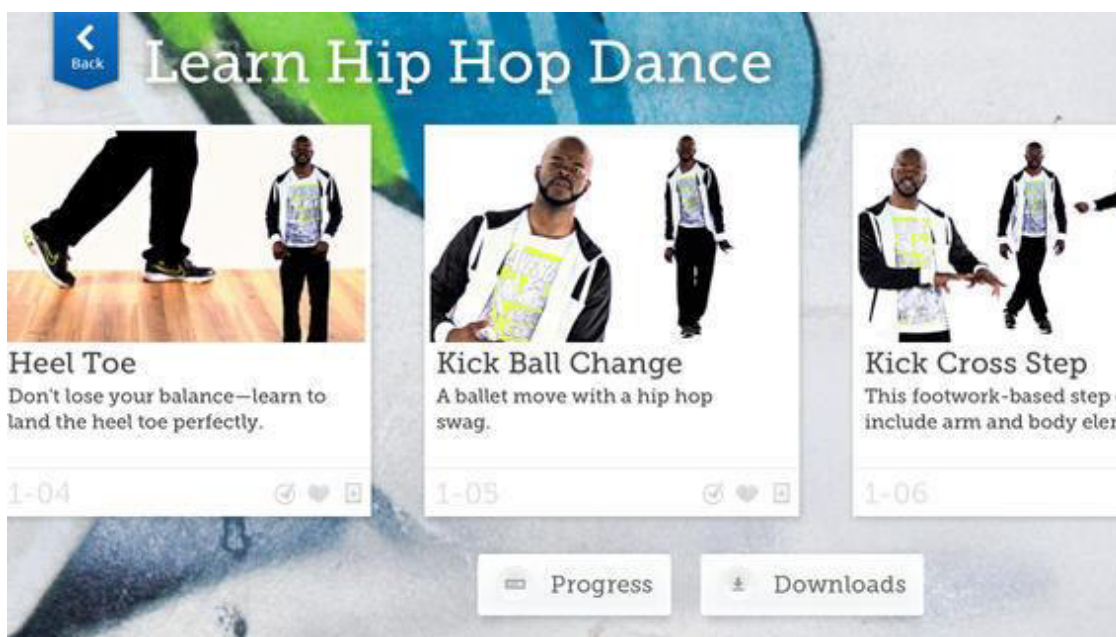 Back
Learn Hip Hop Dance
Heel Toe
Don't lose your balance—learn to
land the heel toe perfectly.
1-04
Kick Ball Change
A ballet move with a hip hop
swag.
1-05
Kick Cross Step
This footwork-based step
include arm and body
1-06
Progress
Downloads